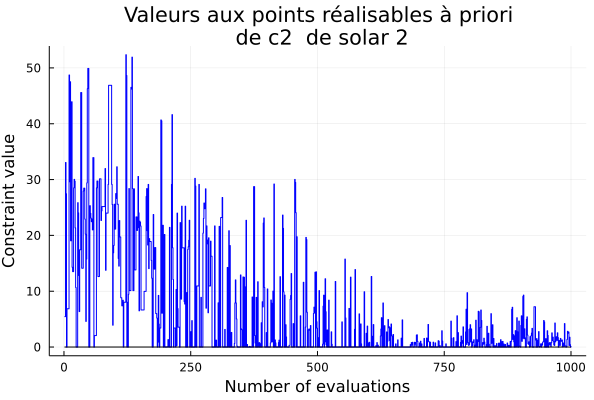 Valeurs aux points réalisables à priori
de c2 de solar 2
Constraint value
50
40
30
20
10
0
0 250 500 750 1000
Number of evaluations